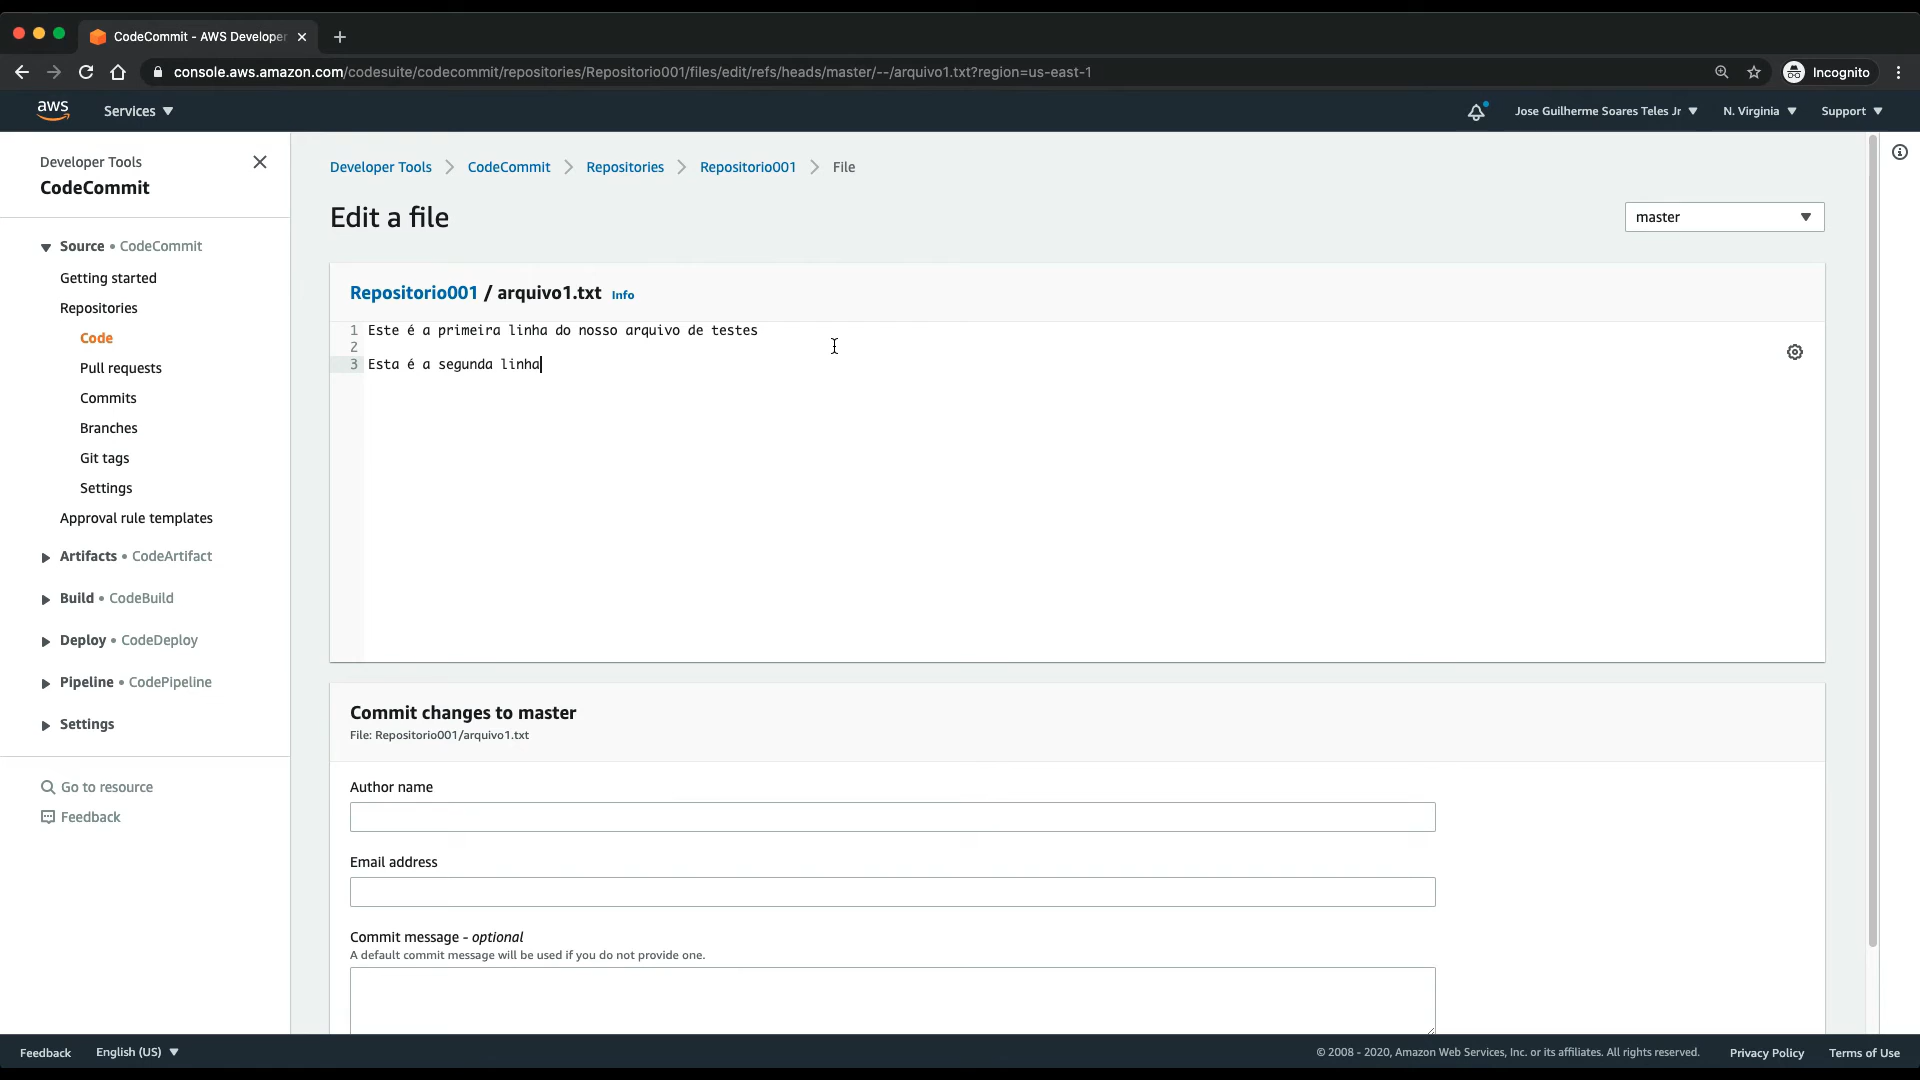 CodeCommit - AWS Developer
console.aws.amazon.com/codesuite/codecommit/repositories/Repositorio001/files/edit/refs/heads/master/--/arquivo1.txt?region=us-east-1
Incognito
aws
Services
Jose Guilherme Soares Teles Jr
N. Virginia
Support
Developer Tools
CodeCommit
Source • CodeCommit
Getting started
Repositories
Code
Pull requests
Commits
Branches
Git tags
Settings
Approval rule templates
Artifacts • CodeArtifact
Build • CodeBuild
Deploy • CodeDeploy
Pipeline • CodePipeline
Settings
Go to resource
Feedback
Developer Tools
CodeCommit
Repositories
Repositorio001
File
Edit a file
master
Repositorio001 / arquivo1.txt Info
1 Este é a primeira linha do nosso arquivo de testes
2
3 Esta é a segunda linha
Commit changes to master
File: Repositorio001/arquivo1.txt
Author name
Email address
Commit message - optional
A default commit message will be used if you do not provide one.
Feedback
English (US)
© 2008 - 2020, Amazon Web Services, Inc. or its affiliates. All rights reserved.
Privacy Policy
Terms of Use